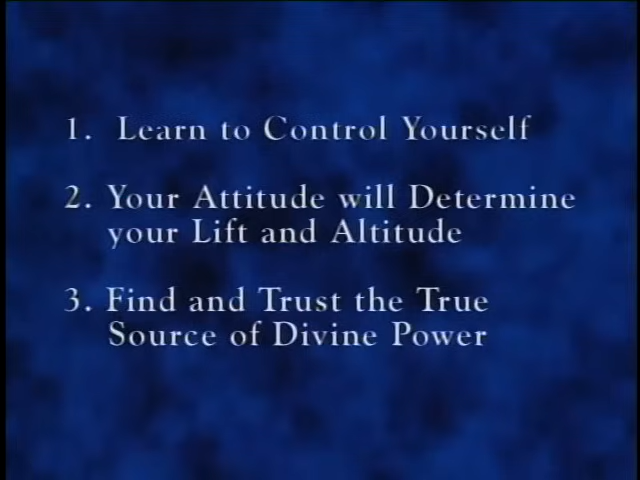 1. Learn to Control Yourself
2. Your Attitude will Determine
your Lift and Altitude
3. Find and Trust the True
Source of Divine Power